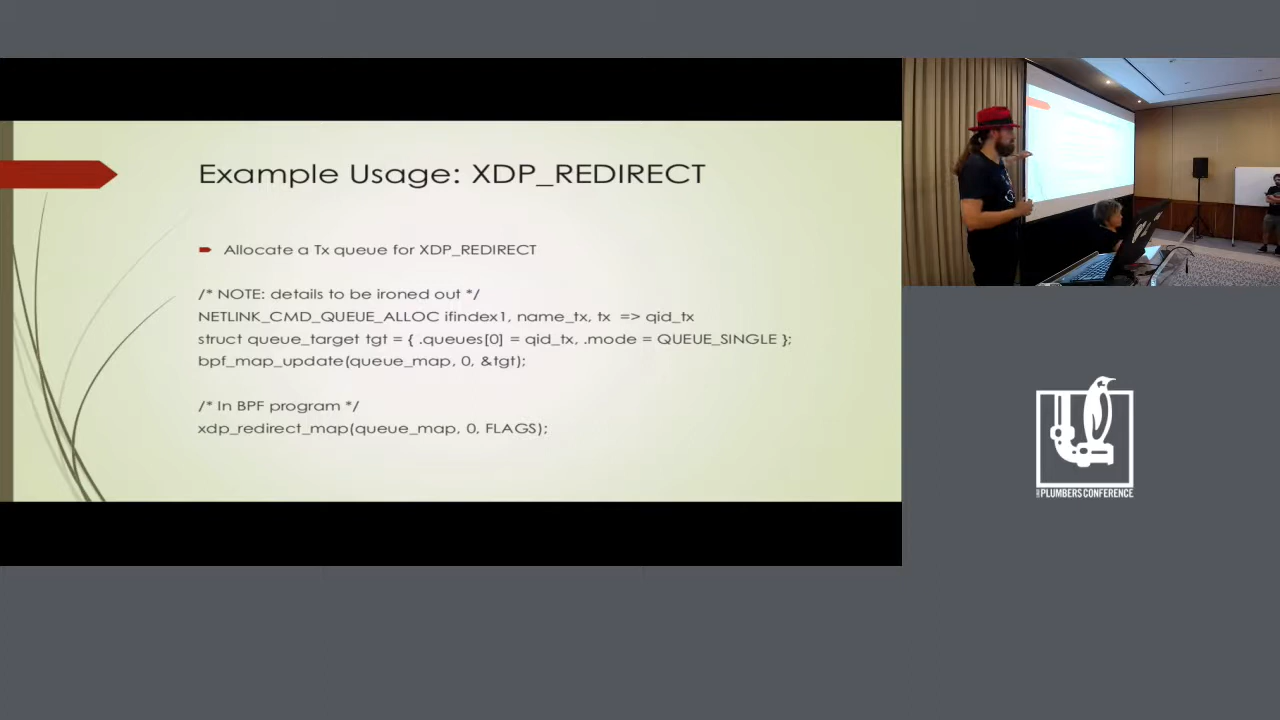 Example Usage: XDP_REDIRECT
Allocate a Tx queue for XDP_REDIRECT
/* NOTE: details to be ironed out */
NETLINK_CMD_QUEUE_ALLOC ifindex1, name_tx, tx => qid_tx
struct queue_target tgt = { .queues[0] = qid_tx, .mode = QUEUE_SINGLE };
bpf_map_update(queue_map, 0, &tgt);
/* In BPF program */
xdp_redirect_map(queue_map, 0, FLAGS);
PLUMBERS CONFERENCE